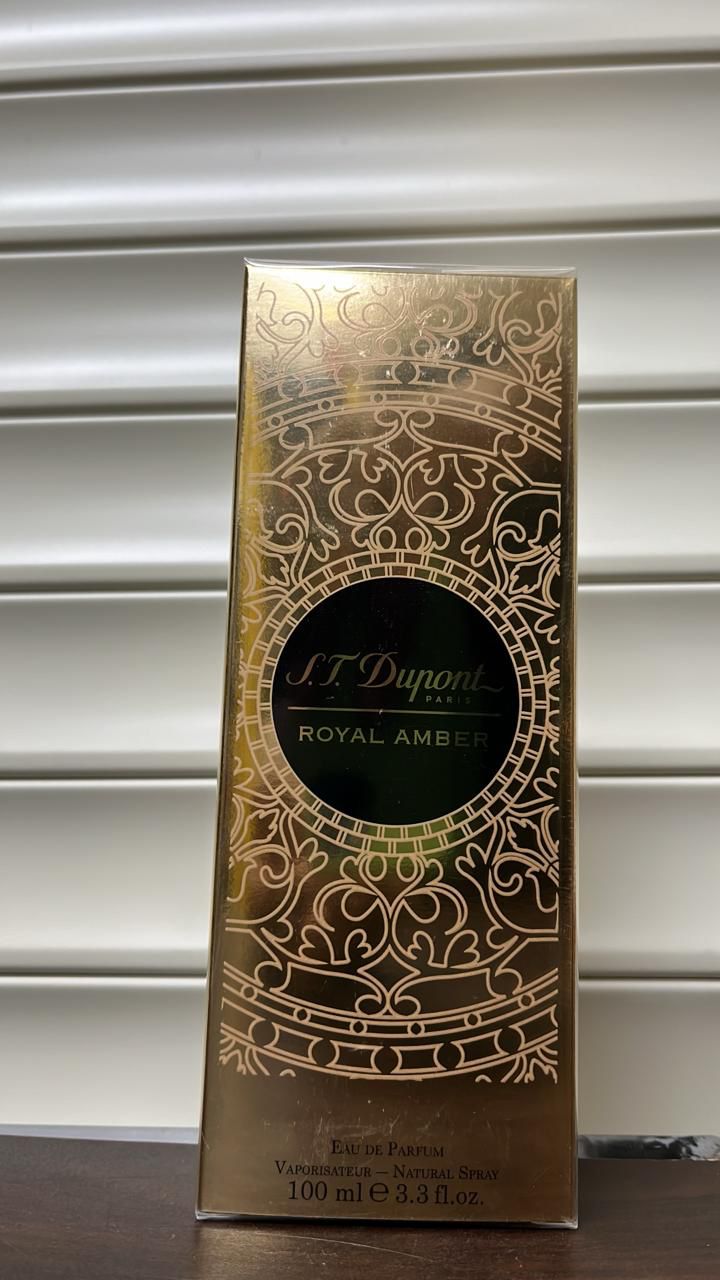 S.T. Dupont
PARIS
ROYAL AMBER
EAU DE PARFUM
VAPORISATEUR – NATURAL SPRAY
100 ml ℮ 3.3 fl.oz.